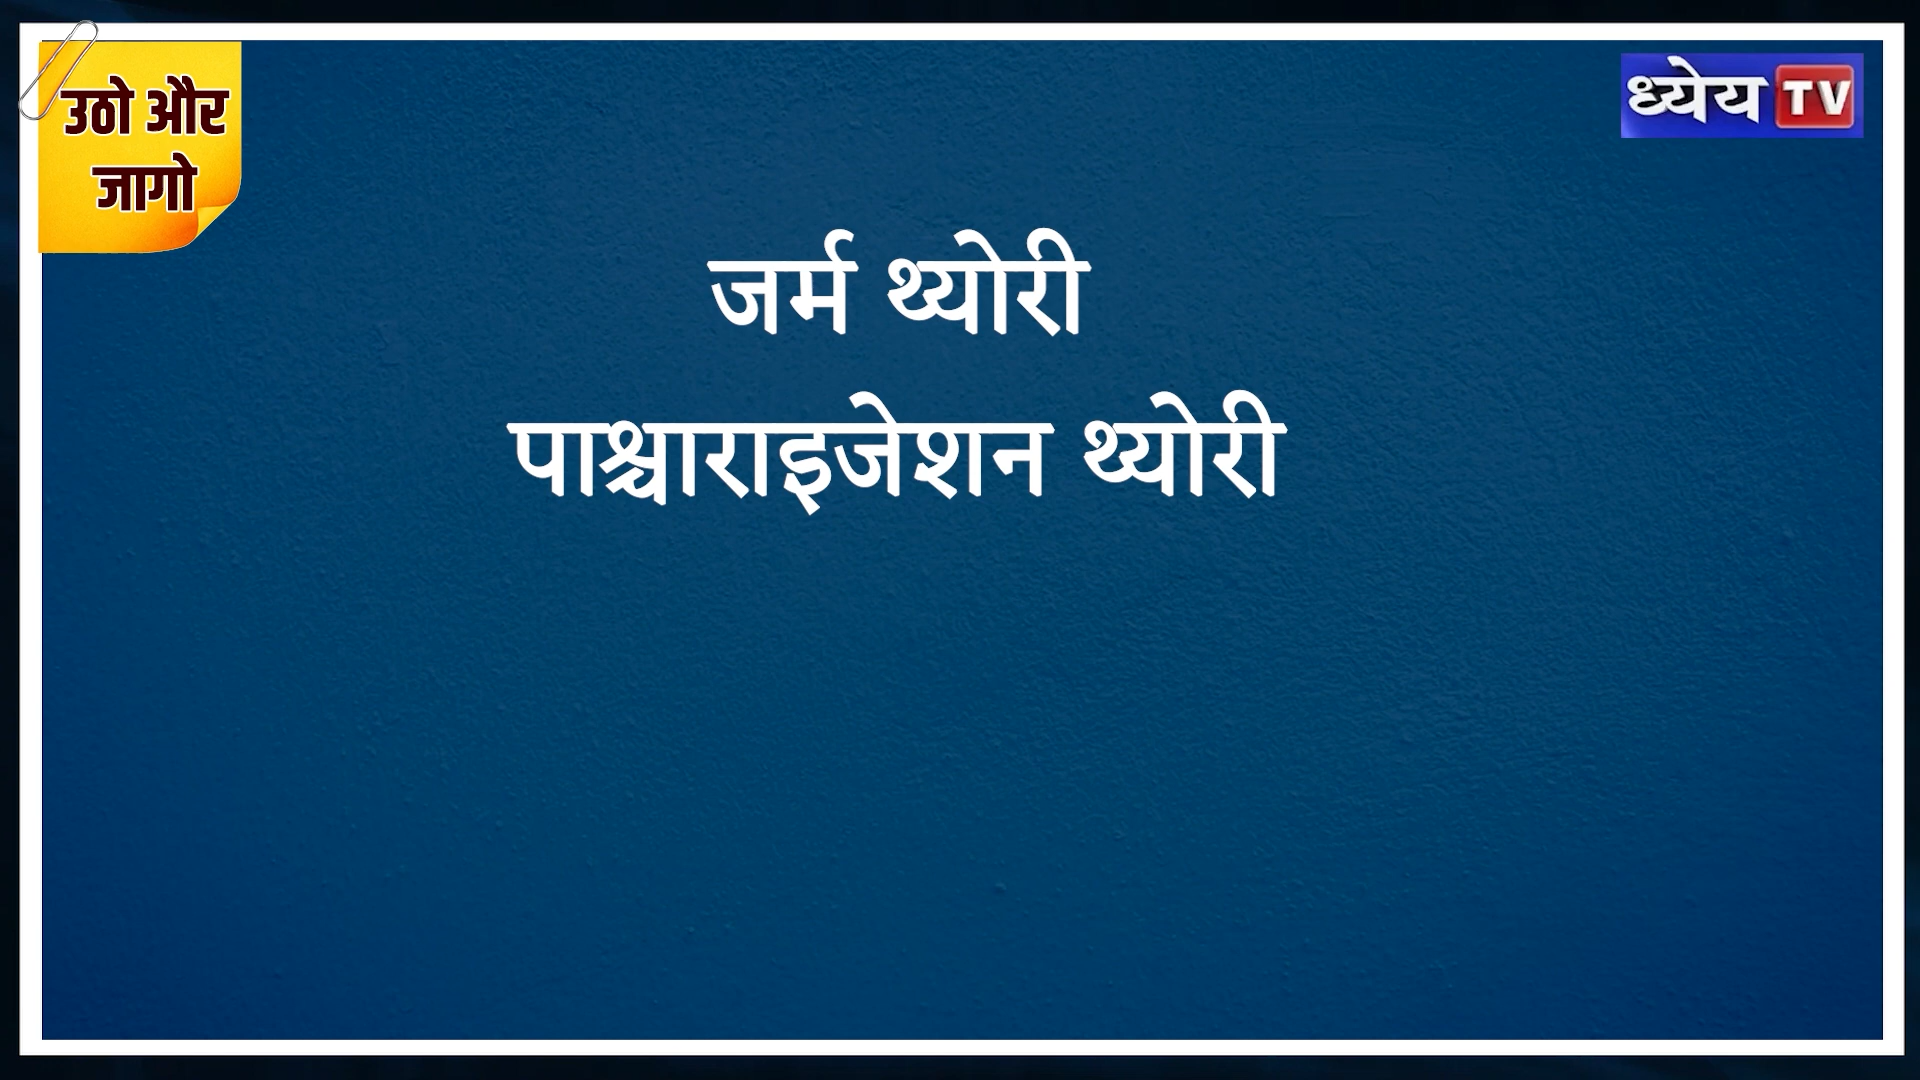 उठो और
जागो
ध्येय TV
जर्म थ्योरी
पाश्चाराइजेशन थ्योरी